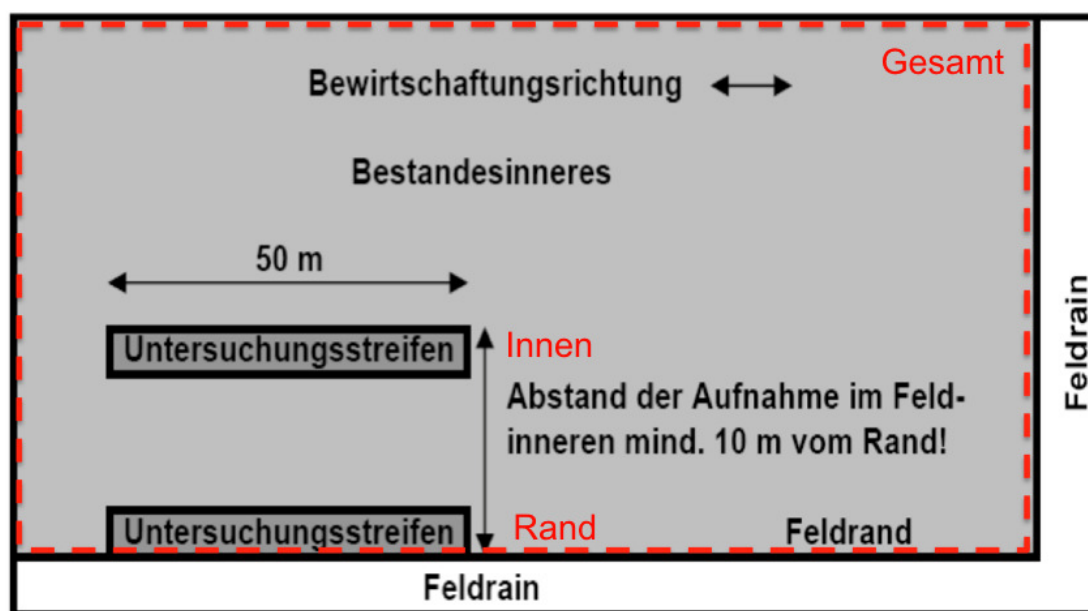 Gesamt
Bewirtschaftungsrichtung
Bestandesinneres
50 m
Untersuchungsstreifen
Innen
Abstand der Aufnahme im Feld-
inneren mind. 10 m vom Rand!
Untersuchungsstreifen
Rand
Feldrand
Feldrain
Feldrain